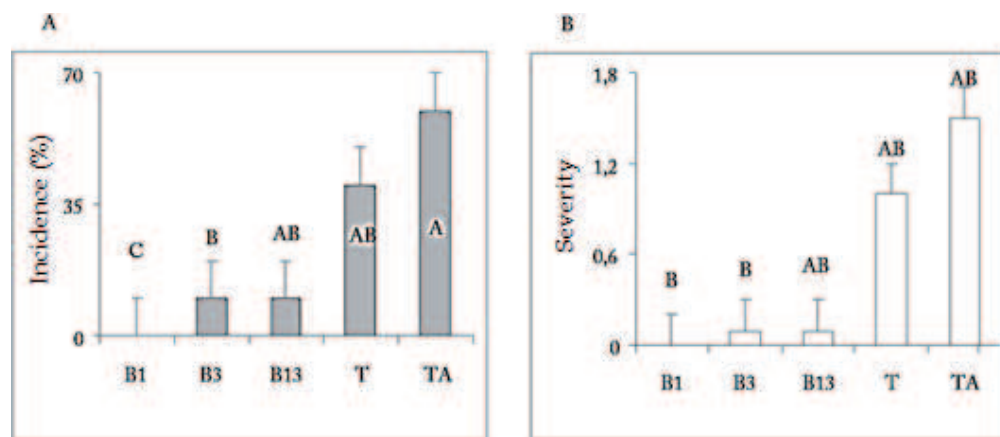 A
Incidence (%)
70
35
0
C
B
AB
AB
A
B1 B3 B13 T TA
B
Severity
1,8
1,2
0,6
0
B
B
AB
AB
AB
B1 B3 B13 T TA